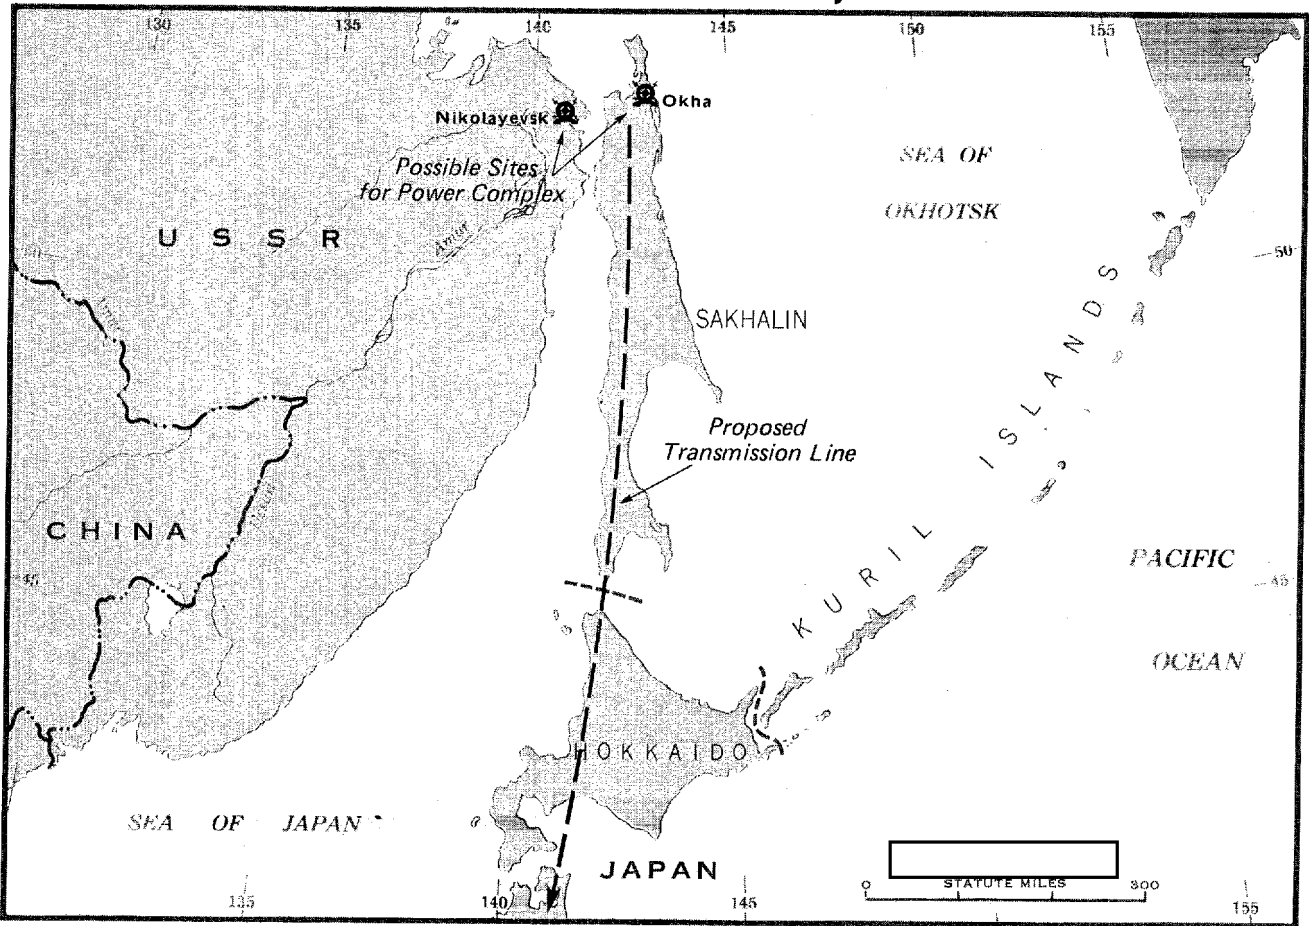 130
135
140
145
150
155
Okha
Nikolayevsk
Possible Sites
for Power Complex
SEA OF
OKHOTSK
USSR
Amur
50
SAKHALIN
KURIL ISLANDS
Proposed
Transmission Line
CHINA
45
PACIFIC
45
OCEAN
HOKKAIDO
SEA OF JAPAN
JAPAN
0
STATUTE MILES
300
135
140
145
155